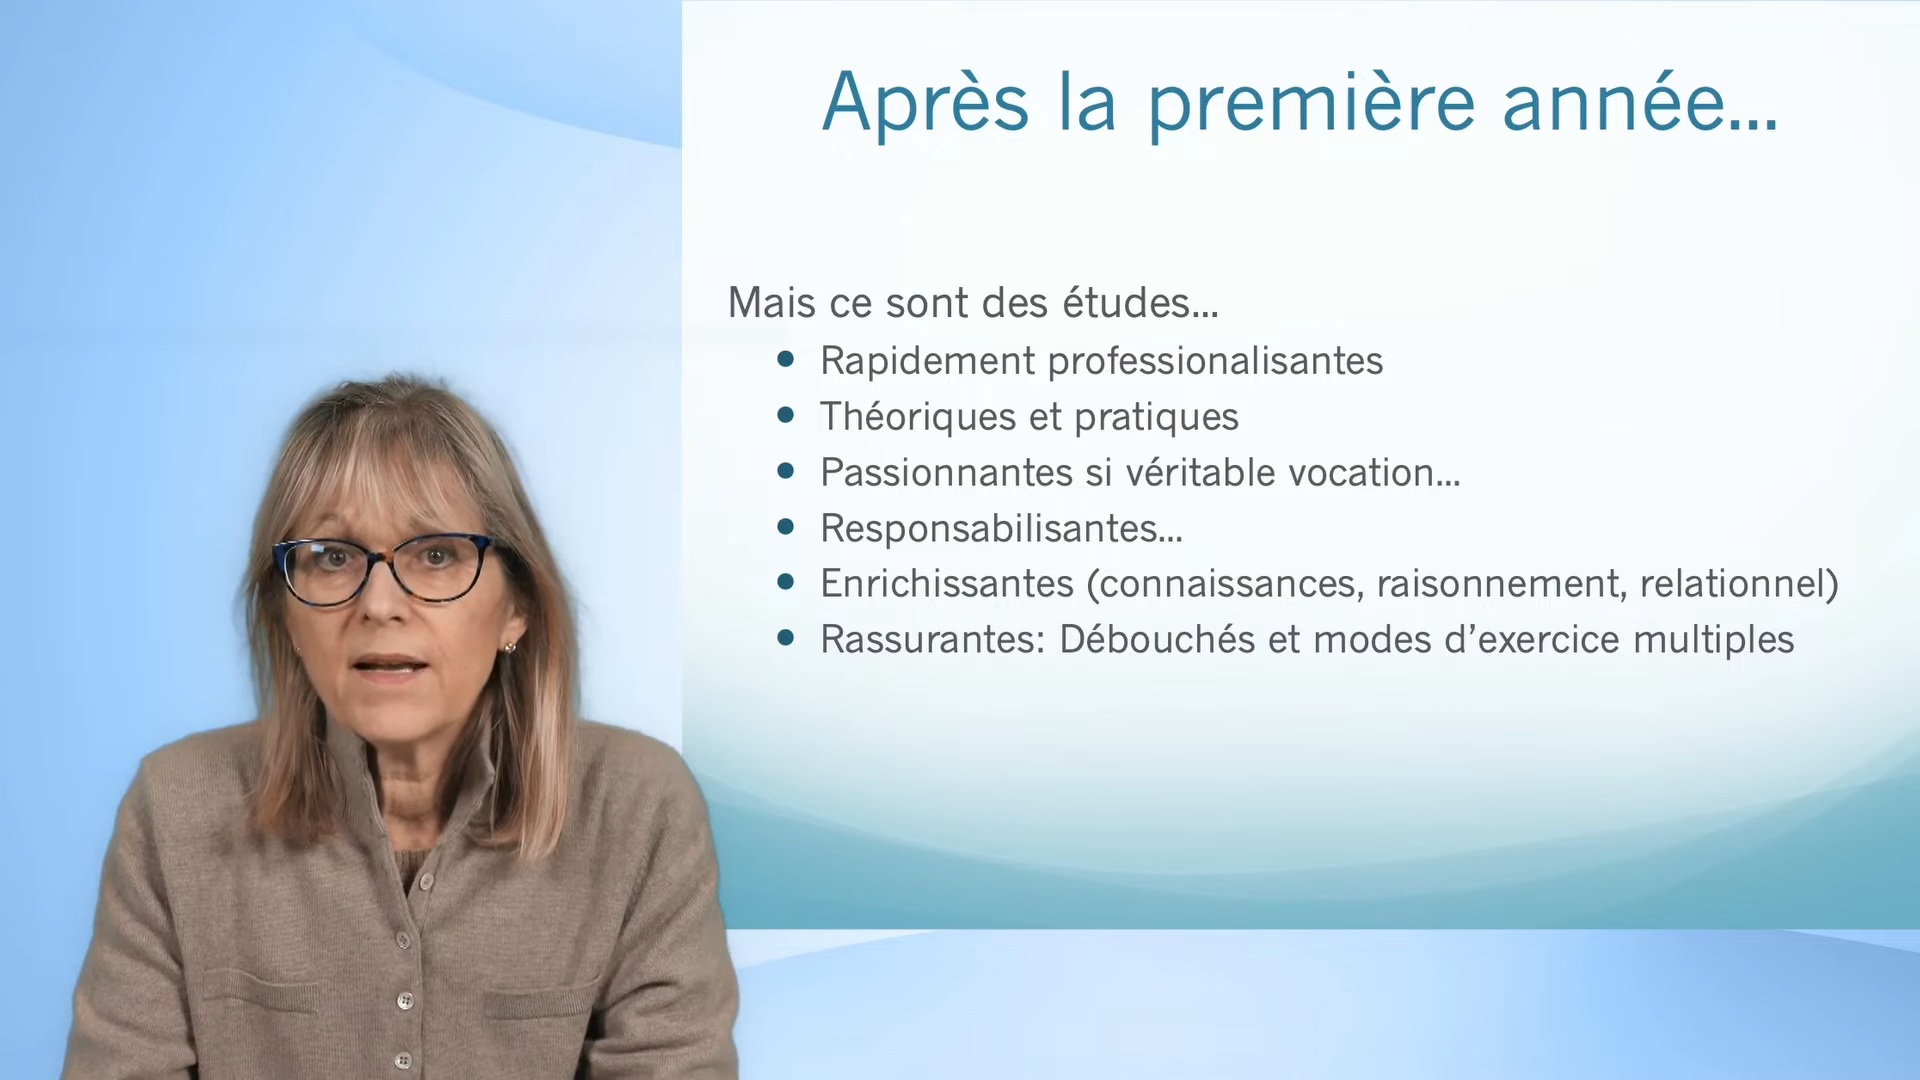 Après la première année...
Mais ce sont des études...
• Rapidement professionalisantes
• Théoriques et pratiques
• Passionnantes si véritable vocation...
• Responsabilisantes...
• Enrichissantes (connaissances, raisonnement, relationnel)
• Rassurantes: Débouchés et modes d’exercice multiples